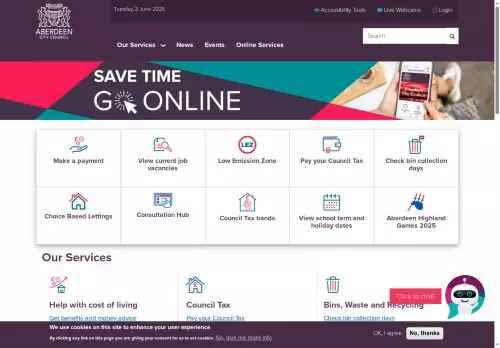 ABERDEEN
CITY COUNCIL
Tuesday, 3 June 2025
Accessibility Tools
Live Webcams
Login
Our Services
News
Events
Online Services
Search
SAVE TIME
GO ONLINE
Make a payment
View current job
vacancies
LEZ
Low Emission Zone
Pay your Council Tax
Check bin collection
days
Choice Based Lettings
Consultation Hub
Council Tax bands
View school term and
holiday dates
Aberdeen Highland
Games 2025
Our Services
Help with cost of living
Get benefits and money advice
Council Tax
Pay your Council Tax
Bins, Waste and Recycling
Check bin collection days
Click to chat!
We use cookies on this site to enhance your user experience
By clicking any link on this page you are giving your consent for us to set cookies. No, give me more info
OK, I agree
No, thanks